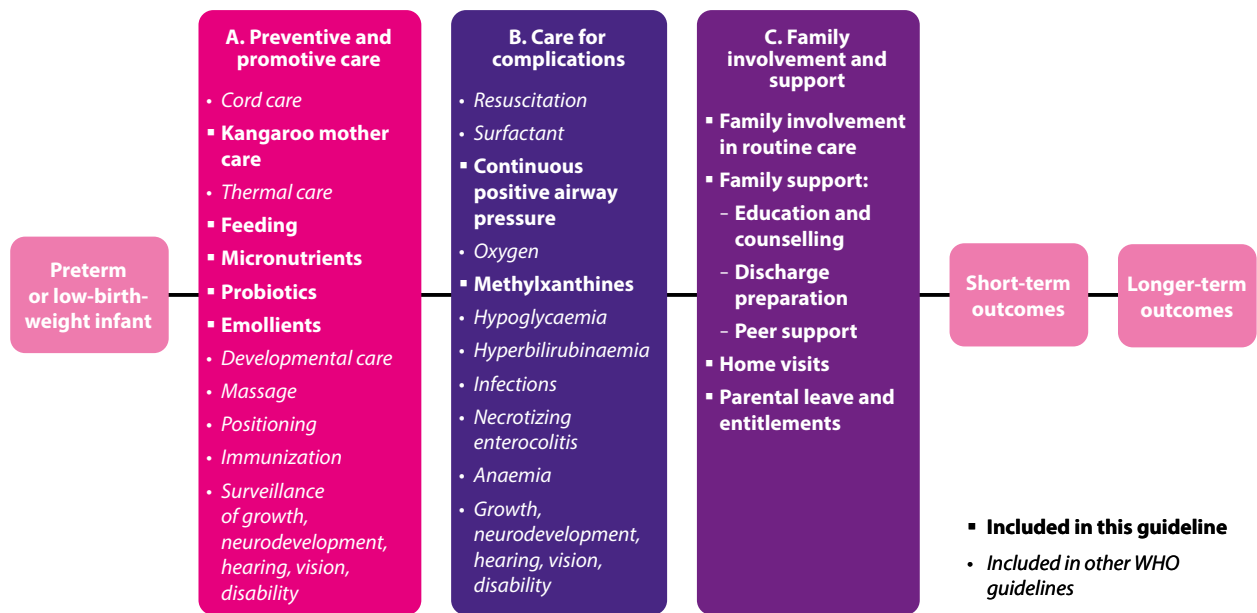 Preterm
or low-birth-
weight infant
A. Preventive and
promotive care
• Cord care
▪ Kangaroo mother
care
• Thermal care
▪ Feeding
▪ Micronutrients
▪ Probiotics
▪ Emollients
• Developmental care
• Massage
• Positioning
• Immunization
• Surveillance
of growth,
neurodevelopment,
hearing, vision,
disability
B. Care for
complications
• Resuscitation
• Surfactant
▪ Continuous
positive airway
pressure
• Oxygen
▪ Methylxanthines
• Hypoglycaemia
• Hyperbilirubinaemia
• Infections
• Necrotizing
enterocolitis
• Anaemia
• Growth,
neurodevelopment,
hearing, vision,
disability
C. Family
involvement and
support
▪ Family involvement
in routine care
▪ Family support:
– Education and
counselling
– Discharge
preparation
– Peer support
▪ Home visits
▪ Parental leave and
entitlements
Short-term
outcomes
Longer-term
outcomes
▪ Included in this guideline
• Included in other WHO
guidelines